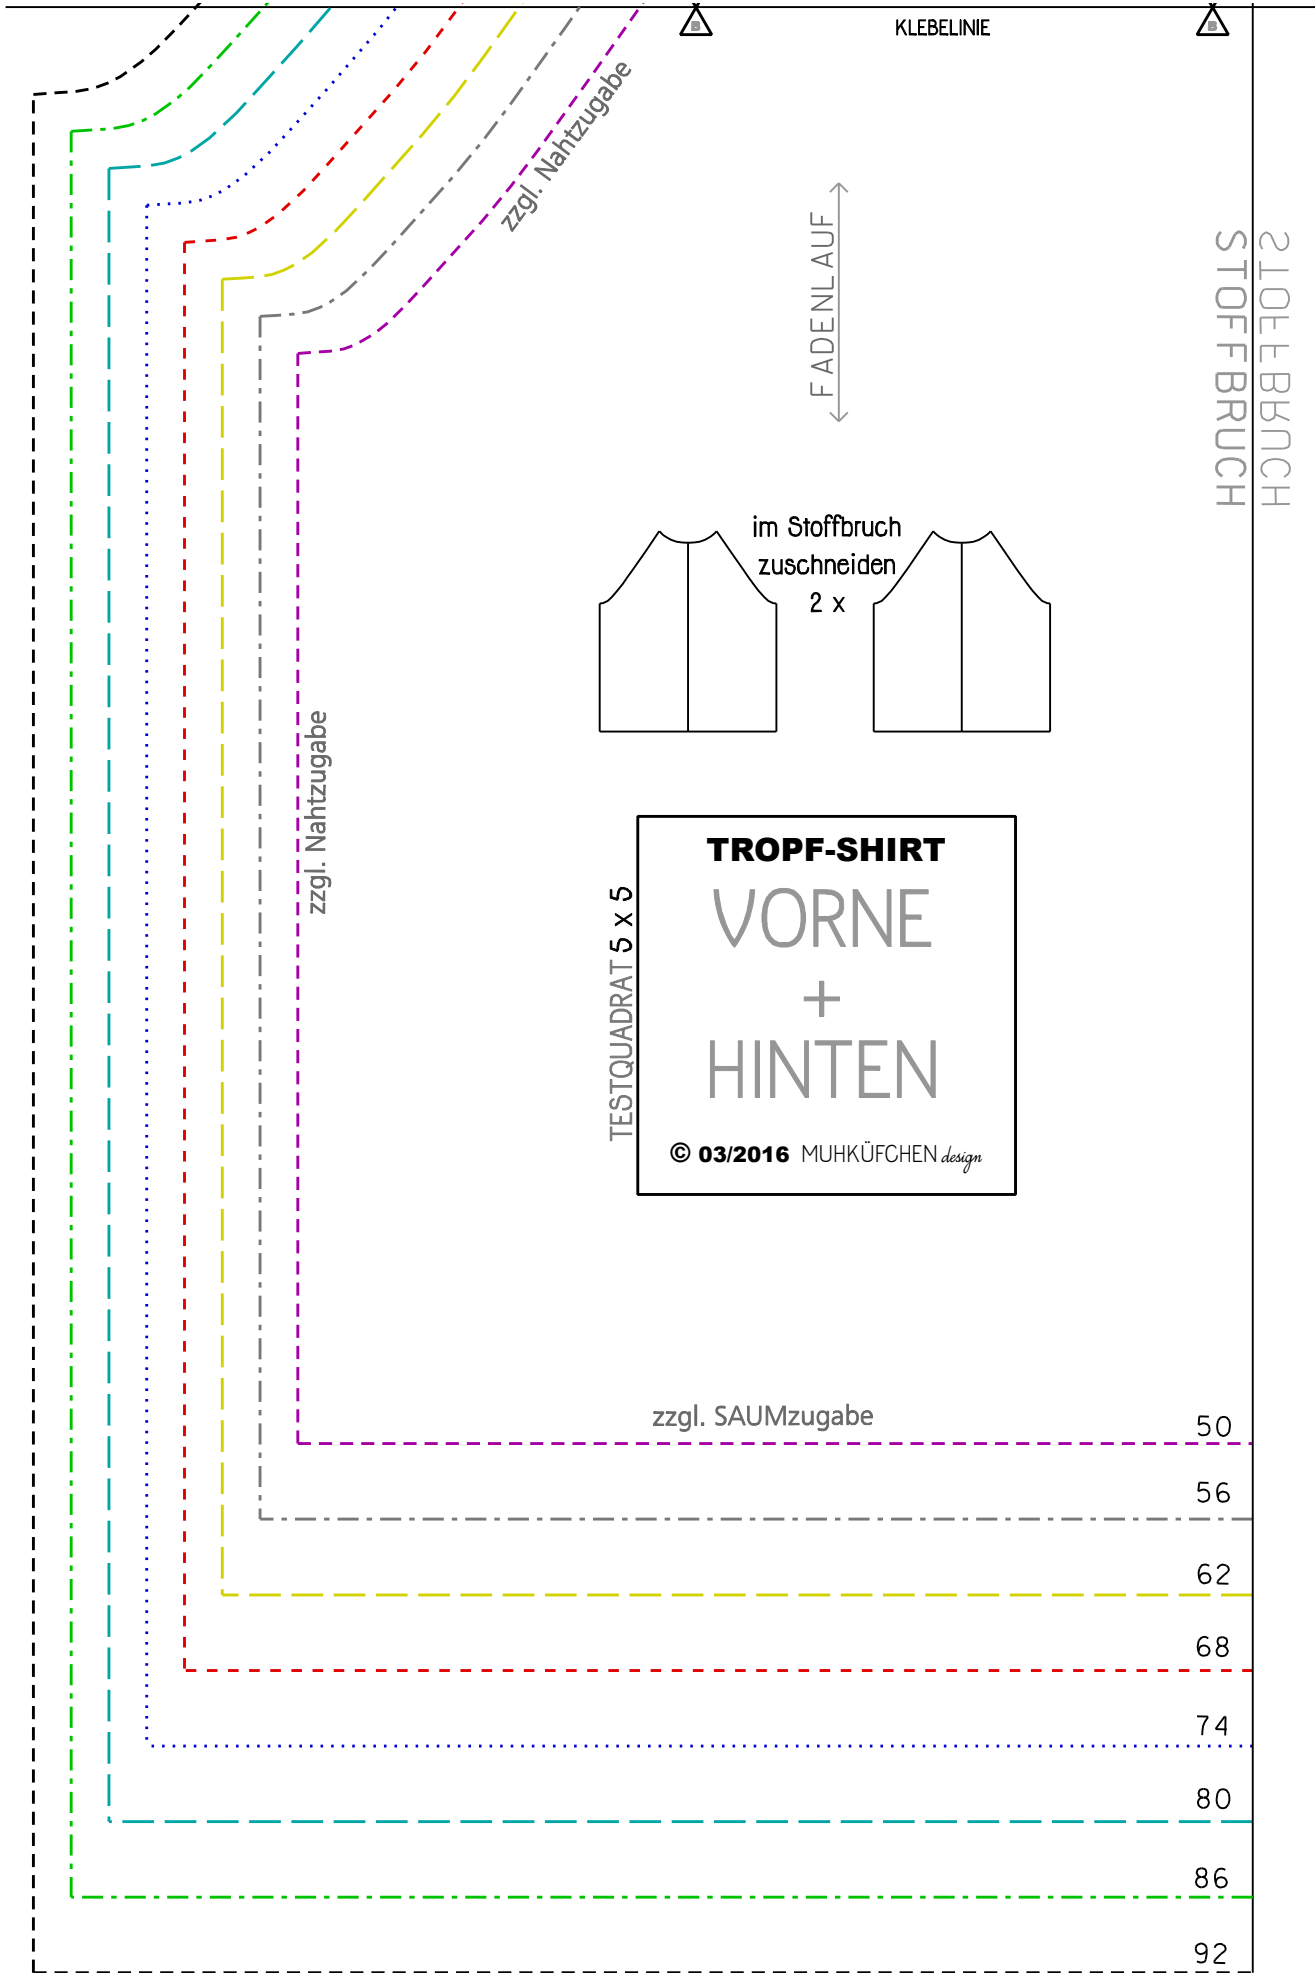 B
KLEBELINIE
B
zzgl. Nahtzugabe
FADENLAUF
STOFFBRUCH
STOFFBRUCH
im Stoffbruch
zuschneiden
2 x
zzgl. Nahtzugabe
TESTQUADRAT 5 x 5
TROPF-SHIRT
VORNE
+
HINTEN
© 03/2016 MUHKÜFCHEN design
zzgl. SAUMzugabe
50
56
62
68
74
80
86
92